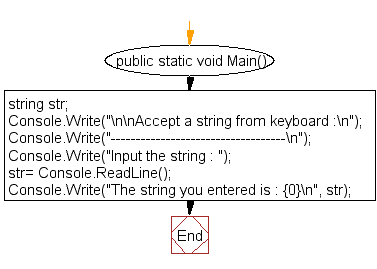 public static void Main()
string str;
Console.Write("\n\nAccept a string from keyboard :\n");
Console.Write("-----------------------------------\n");
Console.Write("Input the string : ");
str= Console.ReadLine();
Console.Write("The string you entered is : {0}\n", str);
End